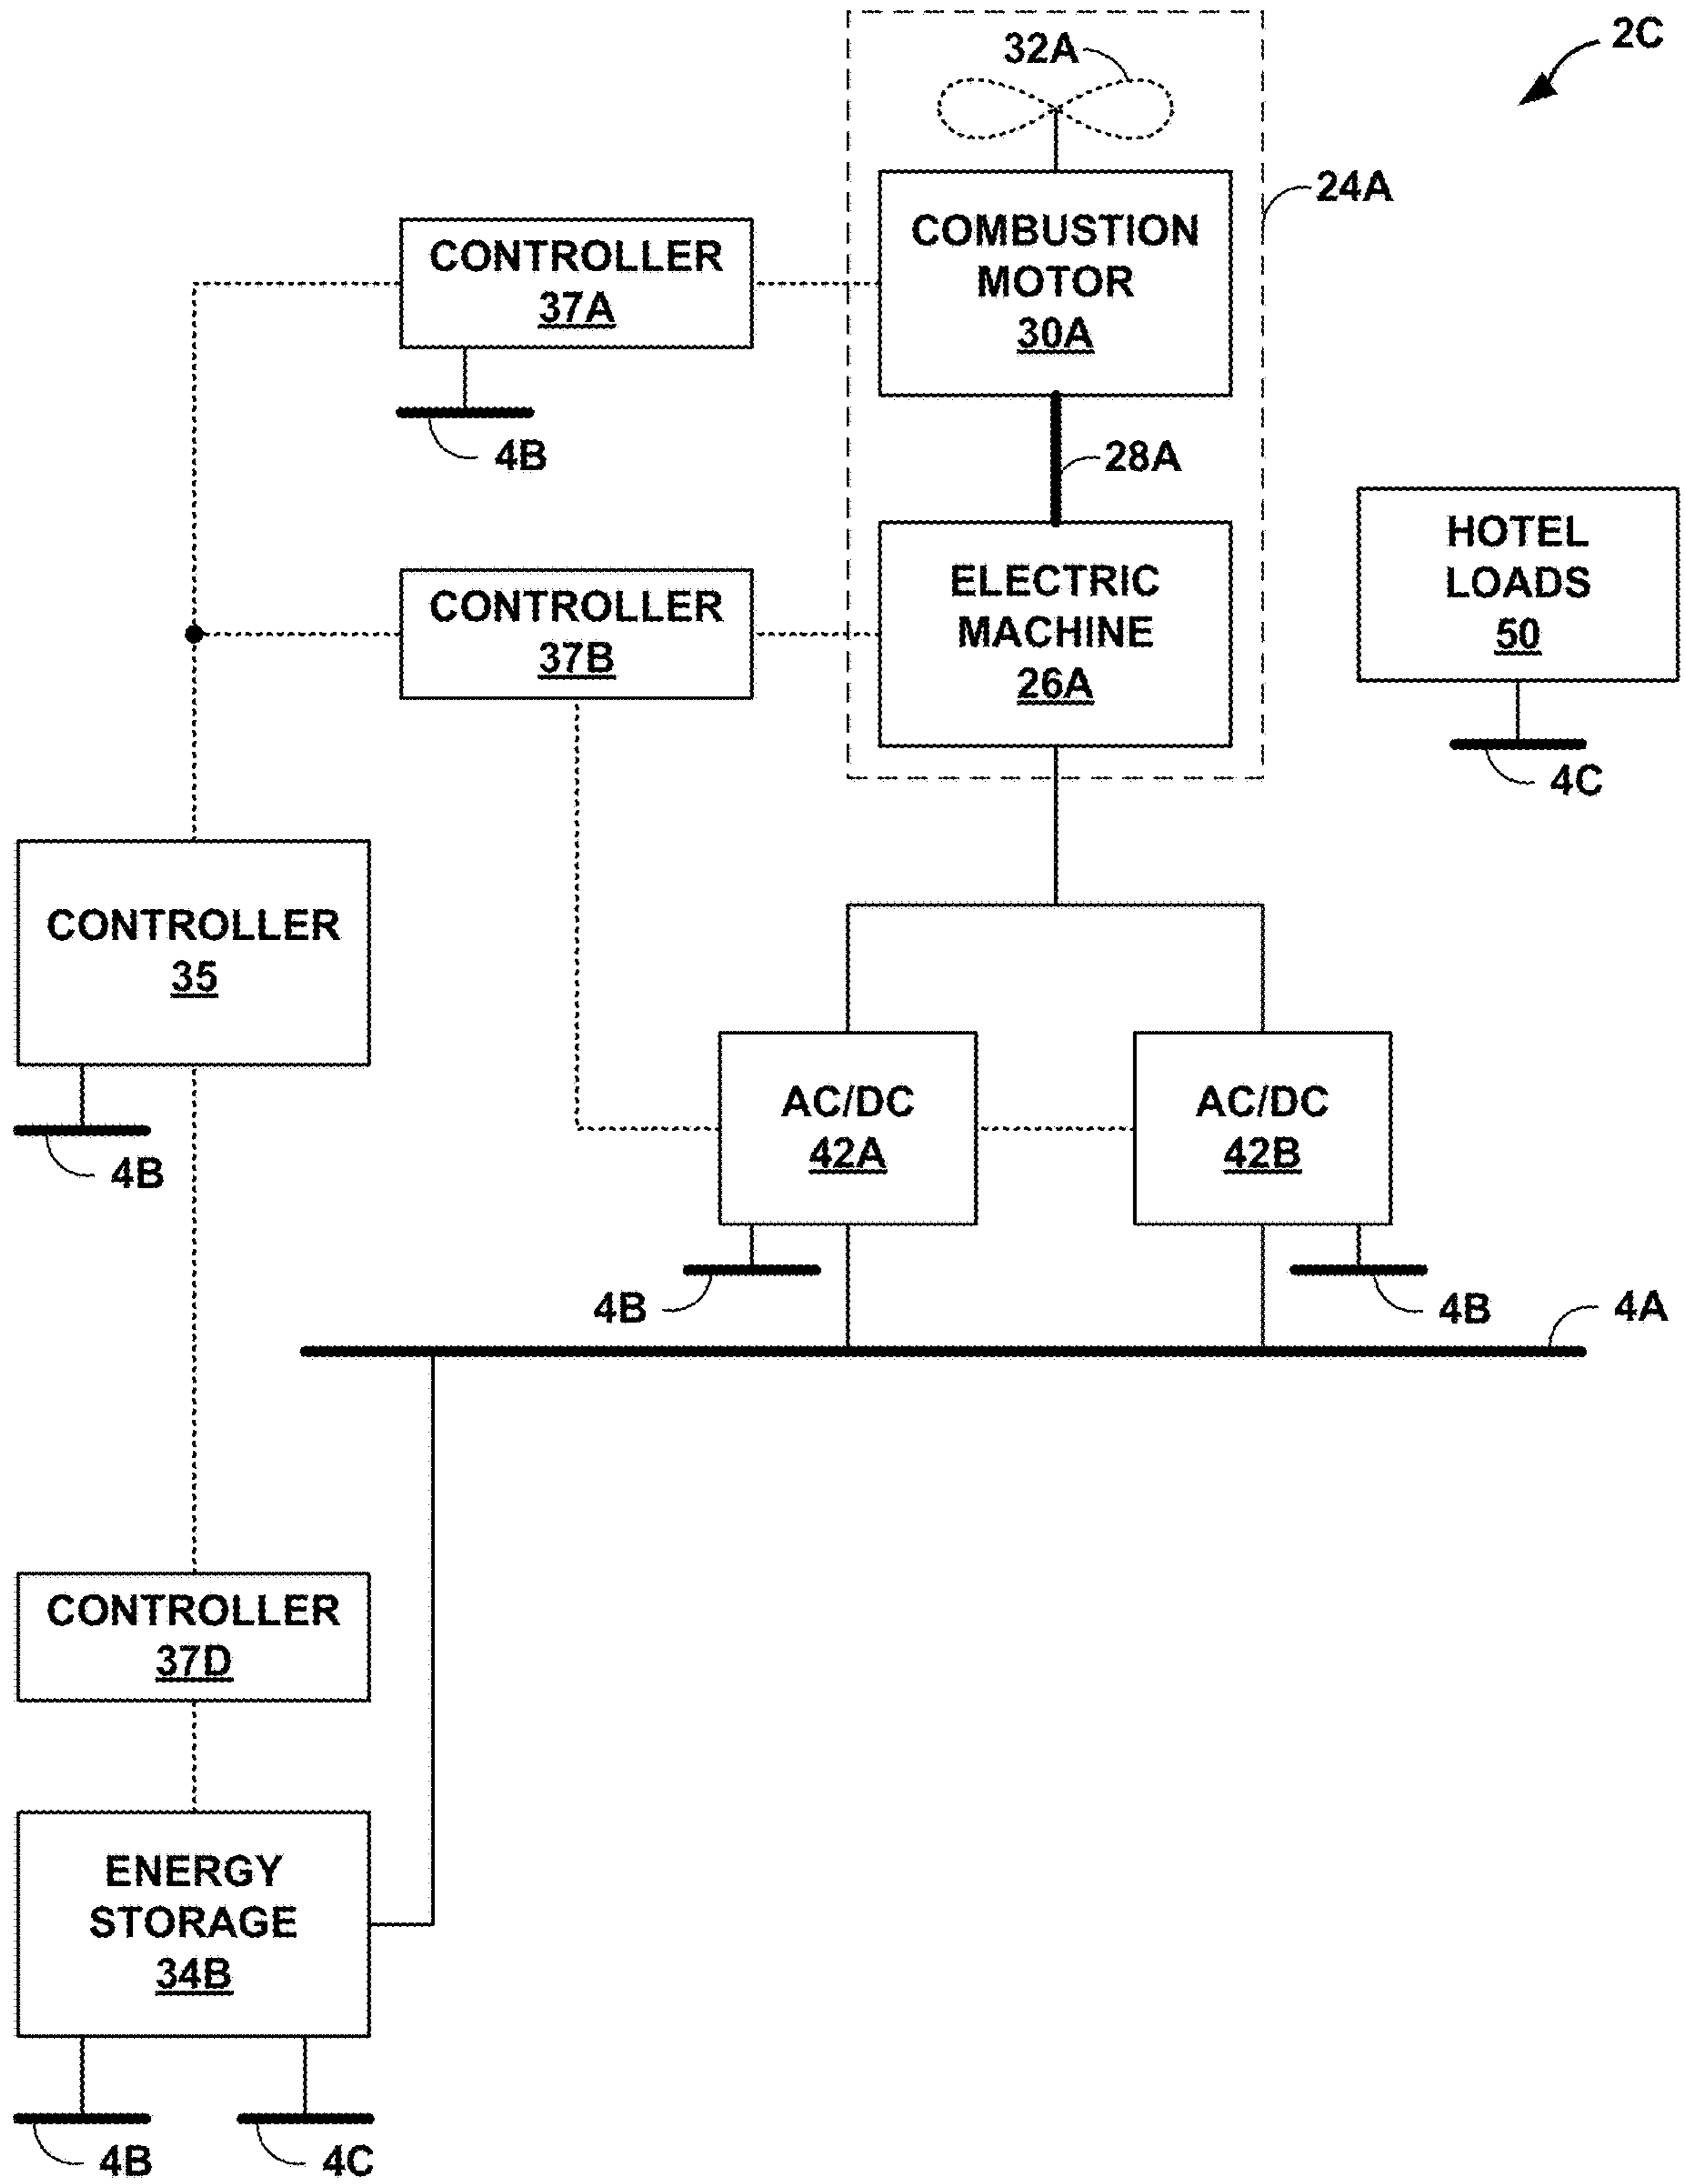 2C
32A
24A
COMBUSTION
MOTOR
30A
CONTROLLER
37A
4B
28A
HOTEL
LOADS
50
4C
ELECTRIC
MACHINE
26A
CONTROLLER
37B
CONTROLLER
35
4B
AC/DC
42A
AC/DC
42B
4B
4B
4A
CONTROLLER
37D
ENERGY
STORAGE
34B
4B
4C